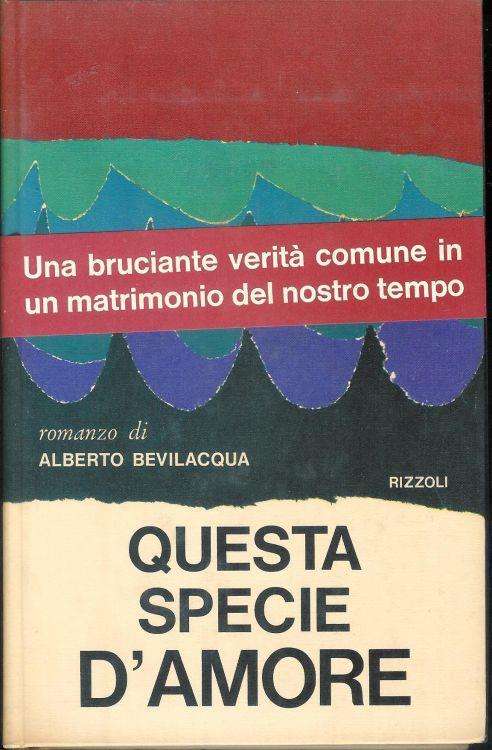 Una bruciante verità comune in
un matrimonio del nostro tempo
romanzo di
ALBERTO BEVILACQUA
RIZZOLI
QUESTA
SPECIE
D'AMORE